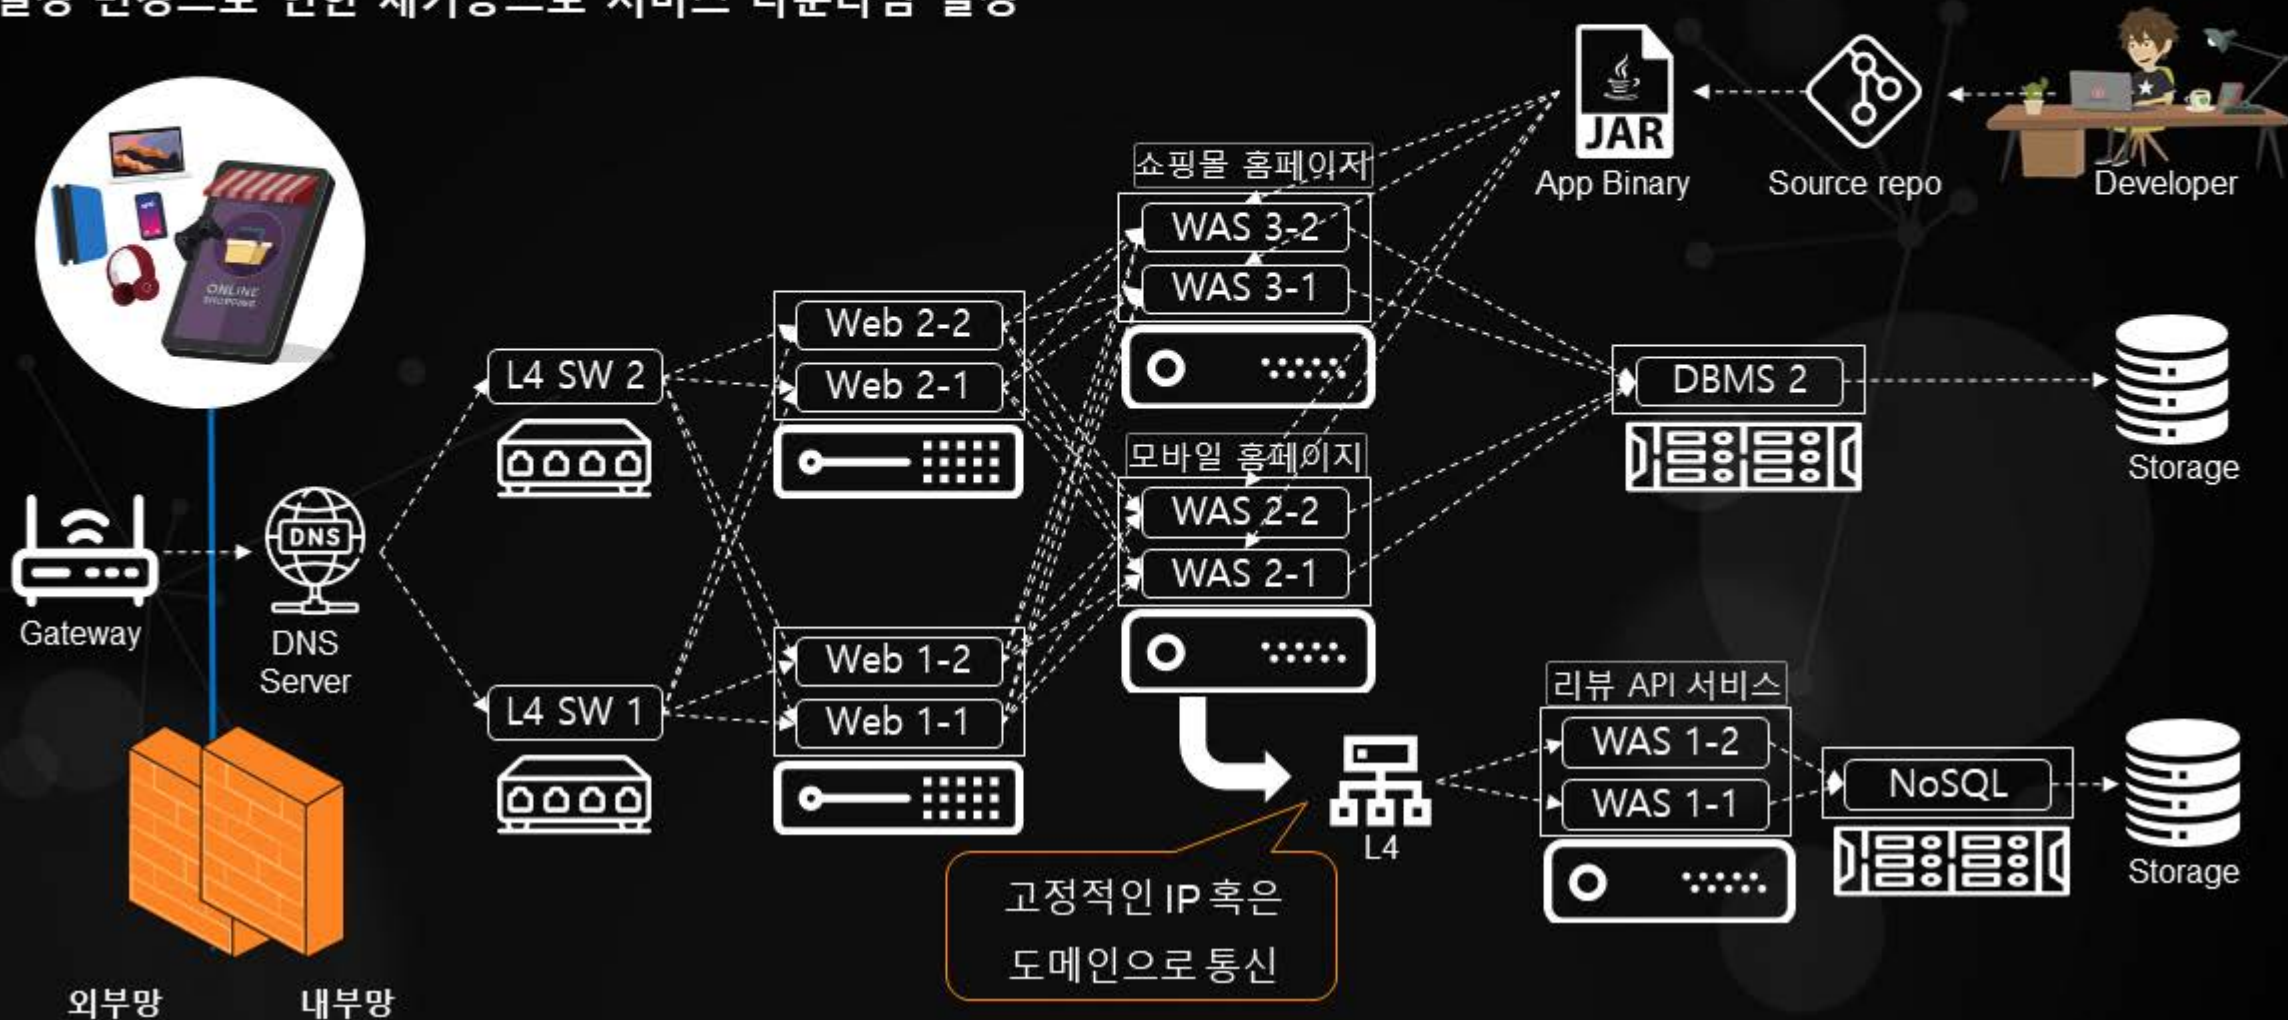 JAR
App Binary
Source repo
Developer
쇼핑몰 홈페이지
WAS 3-2
WAS 3-1
ONLINE
SHOPPING
Web 2-2
Web 2-1
L4 SW 2
DBMS 2
Storage
모바일 홈페이지
WAS 2-2
WAS 2-1
DNS
Gateway
DNS
Server
Web 1-2
Web 1-1
L4 SW 1
리뷰 API 서비스
WAS 1-2
WAS 1-1
NoSQL
Storage
L4
고정적인 IP 혹은
도메인으로 통신
외부망
내부망